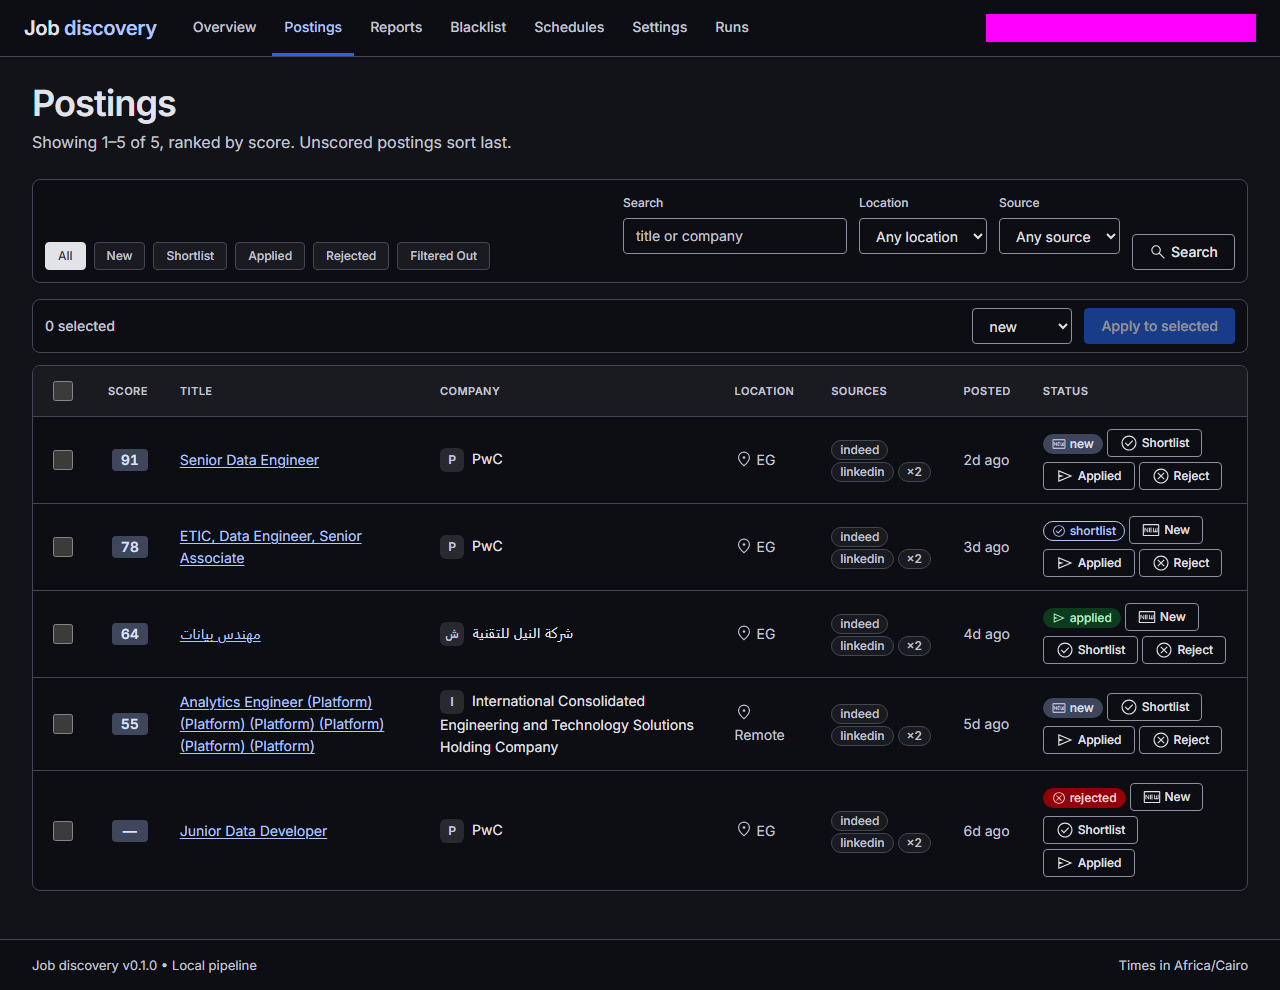 Job discovery
Overview
Postings
Reports
Blacklist
Schedules
Settings
Runs
Postings
Showing 1–5 of 5, ranked by score. Unscored postings sort last.
Search
Location
Source
title or company
Any location
Any source
Search
All
New
Shortlist
Applied
Rejected
Filtered Out
0 selected
new
Apply to selected
SCORE
TITLE
COMPANY
LOCATION
SOURCES
POSTED
STATUS
91
Senior Data Engineer
P PwC
EG
indeed
linkedin ×2
2d ago
NEW new
Shortlist
Applied
Reject
78
ETIC, Data Engineer, Senior
Associate
P PwC
EG
indeed
linkedin ×2
3d ago
shortlist
NEW New
Applied
Reject
64
مهندس بيانات
ش شركة النيل للتقنية
EG
indeed
linkedin ×2
4d ago
applied
NEW New
Shortlist
Reject
55
Analytics Engineer (Platform)
(Platform) (Platform) (Platform)
(Platform) (Platform)
I International Consolidated
Engineering and Technology Solutions
Holding Company
Remote
indeed
linkedin ×2
5d ago
NEW new
Shortlist
Applied
Reject
—
Junior Data Developer
P PwC
EG
indeed
linkedin ×2
6d ago
rejected
NEW New
Shortlist
Applied
Job discovery v0.1.0 • Local pipeline
Times in Africa/Cairo